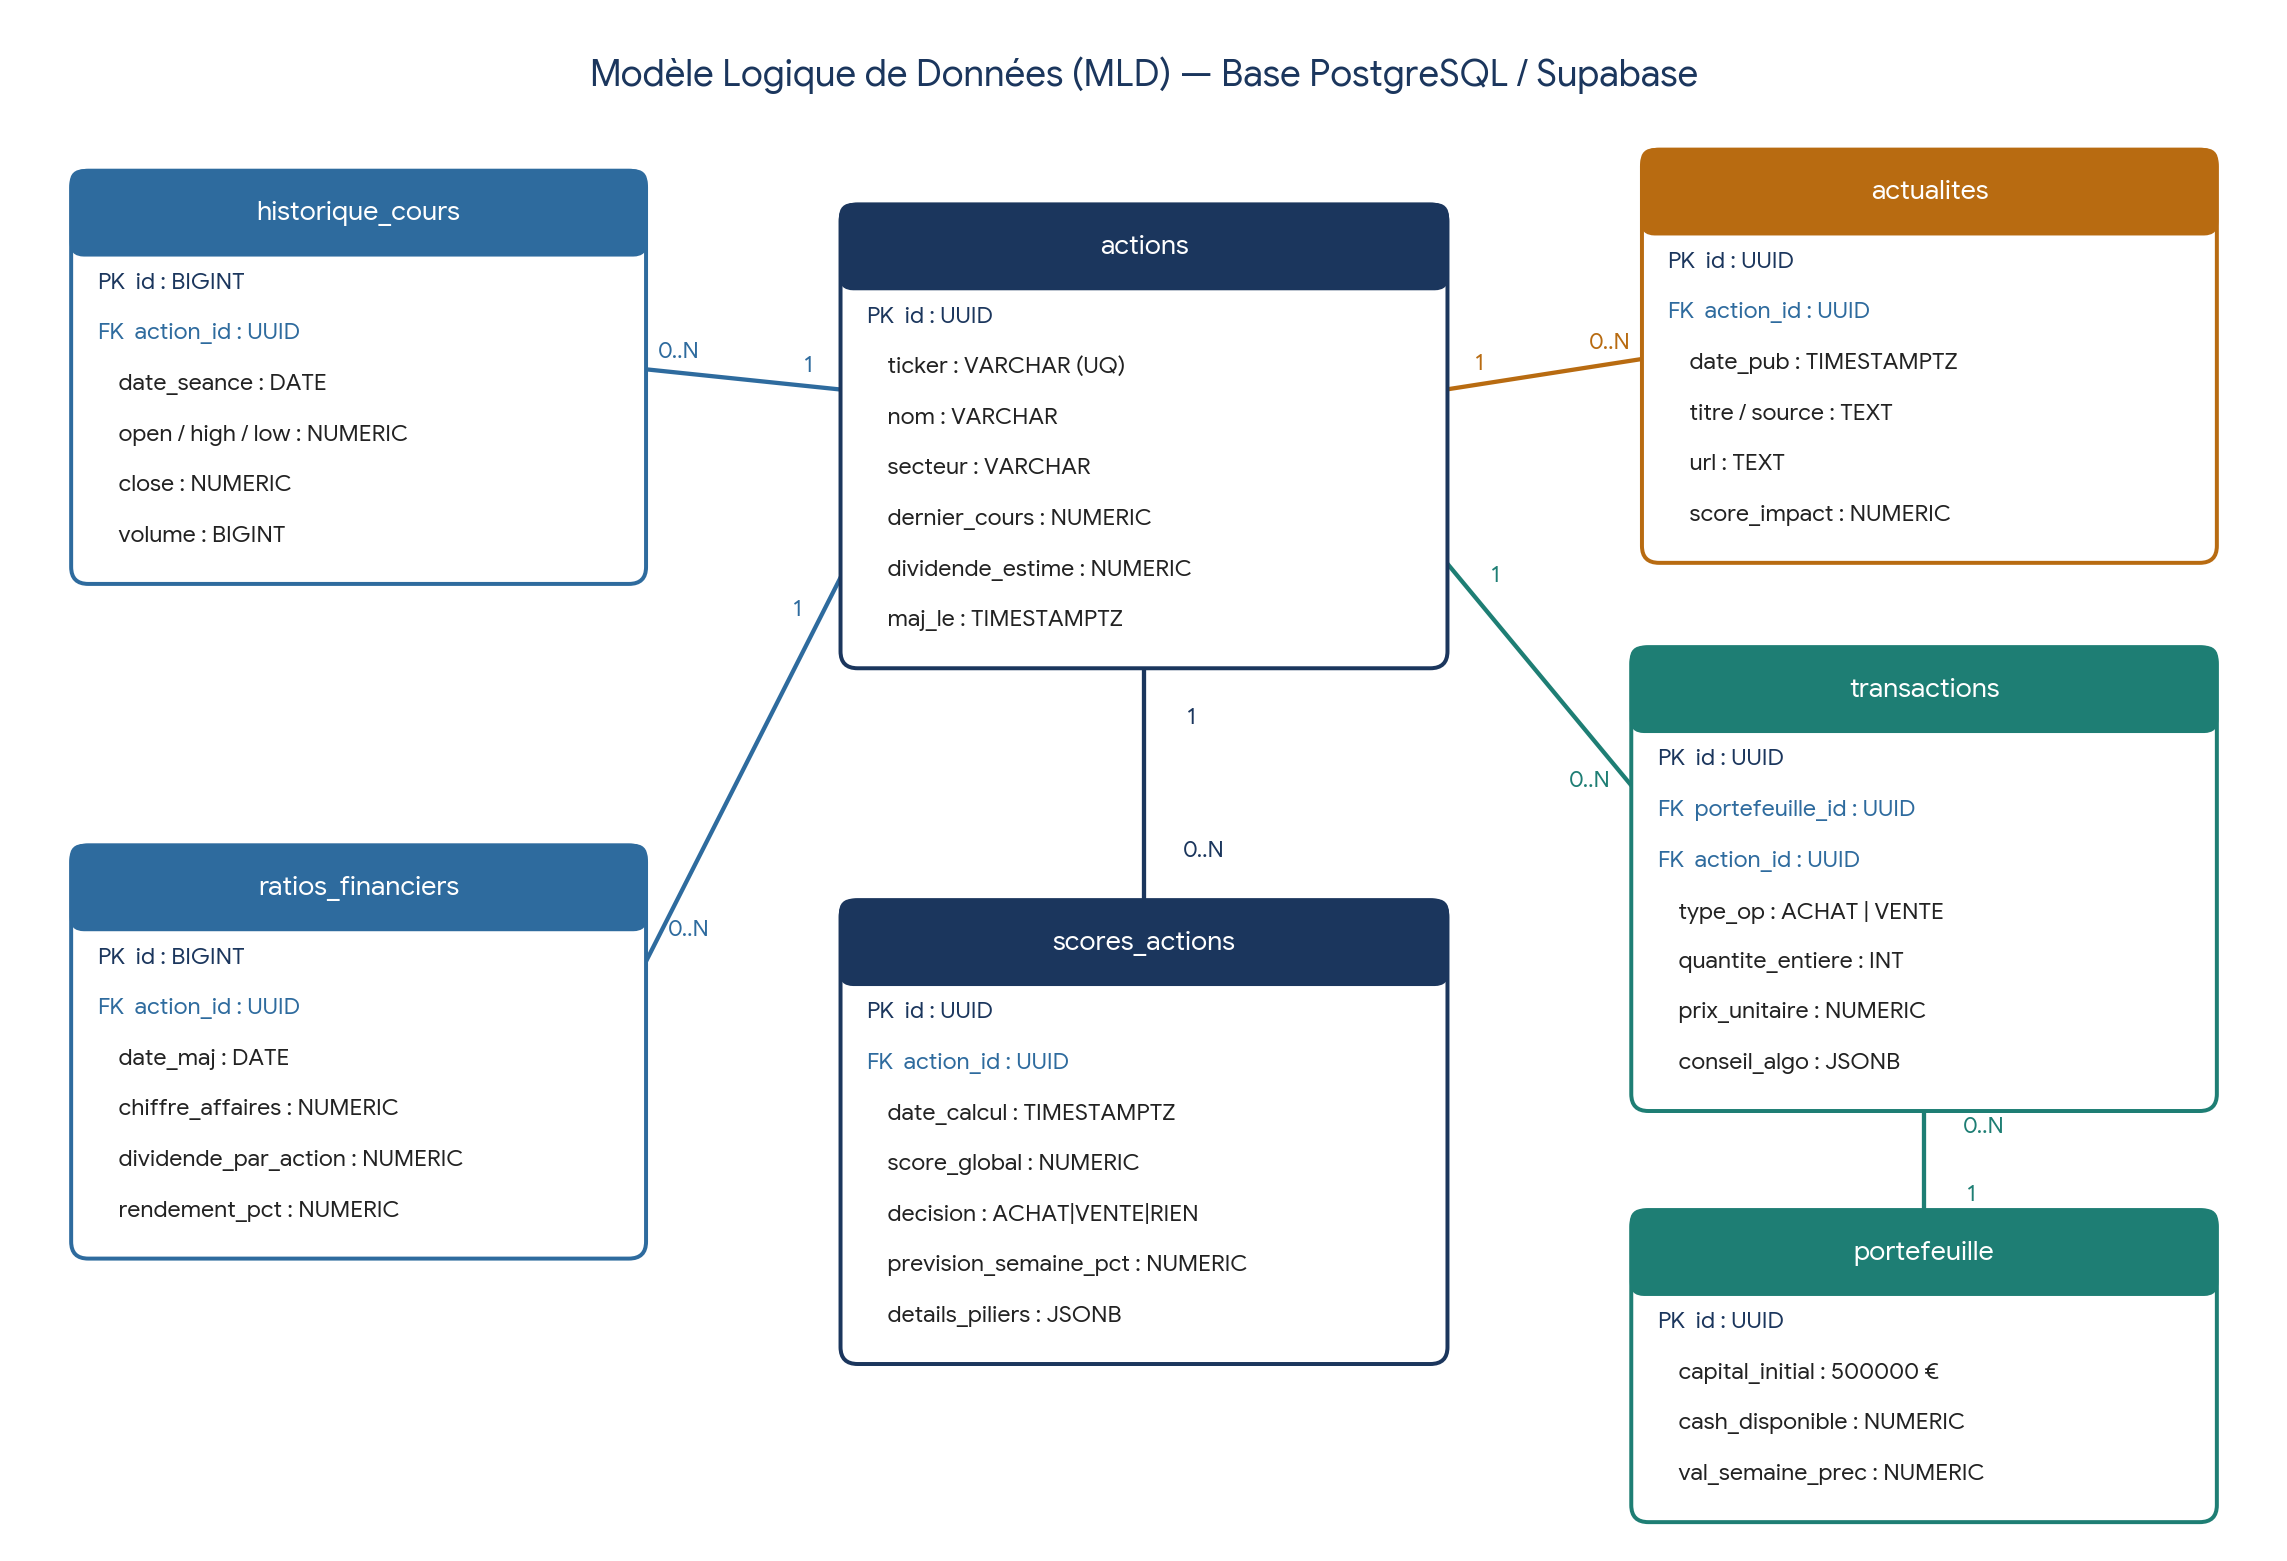 Modèle Logique de Données (MLD) — Base PostgreSQL / Supabase
historique_cours
PK id : BIGINT
FK action_id : UUID
date_seance : DATE
open / high / low : NUMERIC
close : NUMERIC
volume : BIGINT
0..N
1
actions
PK id : UUID
ticker : VARCHAR (UQ)
nom : VARCHAR
secteur : VARCHAR
dernier_cours : NUMERIC
dividende_estime : NUMERIC
maj_le : TIMESTAMPTZ
1
0..N
actualites
PK id : UUID
FK action_id : UUID
date_pub : TIMESTAMPTZ
titre / source : TEXT
url : TEXT
score_impact : NUMERIC
1
0..N
ratios_financiers
PK id : BIGINT
FK action_id : UUID
date_maj : DATE
chiffre_affaires : NUMERIC
dividende_par_action : NUMERIC
rendement_pct : NUMERIC
1
0..N
scores_actions
PK id : UUID
FK action_id : UUID
date_calcul : TIMESTAMPTZ
score_global : NUMERIC
decision : ACHAT|VENTE|RIEN
prevision_semaine_pct : NUMERIC
details_piliers : JSONB
1
0..N
transactions
PK id : UUID
FK portefeuille_id : UUID
FK action_id : UUID
type_op : ACHAT | VENTE
quantite_entiere : INT
prix_unitaire : NUMERIC
conseil_algo : JSONB
0..N
1
portefeuille
PK id : UUID
capital_initial : 500000 €
cash_disponible : NUMERIC
val_semaine_prec : NUMERIC